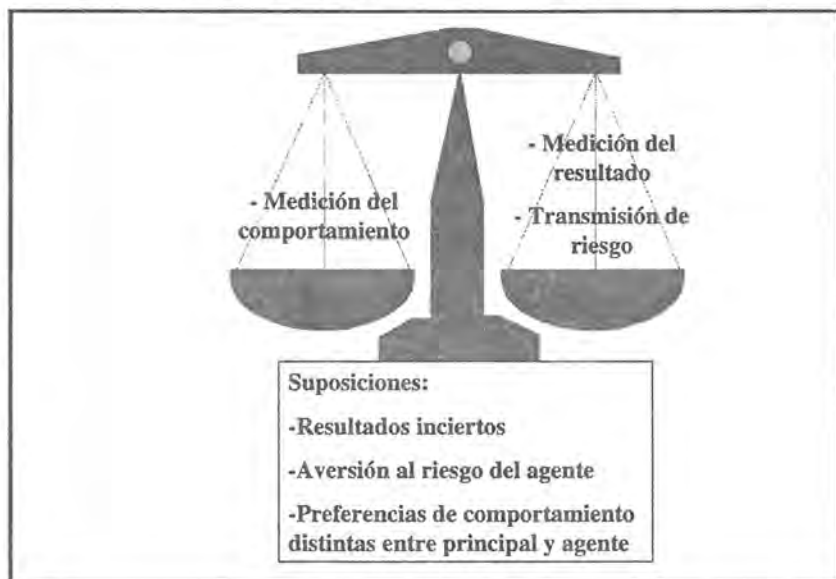 - Medición del
comportamiento
- Medición del
resultado
- Transmisión de
riesgo
Suposiciones:
-Resultados inciertos
-Aversión al riesgo del agente
-Preferencias de comportamiento
distintas entre principal y agente